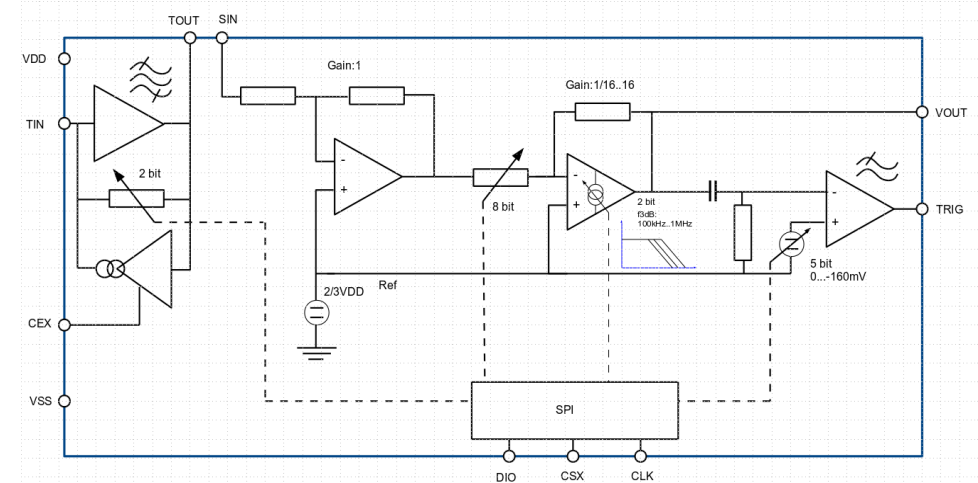 TOUT SIN
VDD
Gain:1
Gain:1/16..16
VOUT
TIN
2 bit
-
+
8 bit
-
+
2 bit
f3dB:
100kHz..1MHz
-
+
TRIG
5 bit
0...-160mV
Ref
2/3VDD
CEX
VSS
SPI
DIO CSX CLK